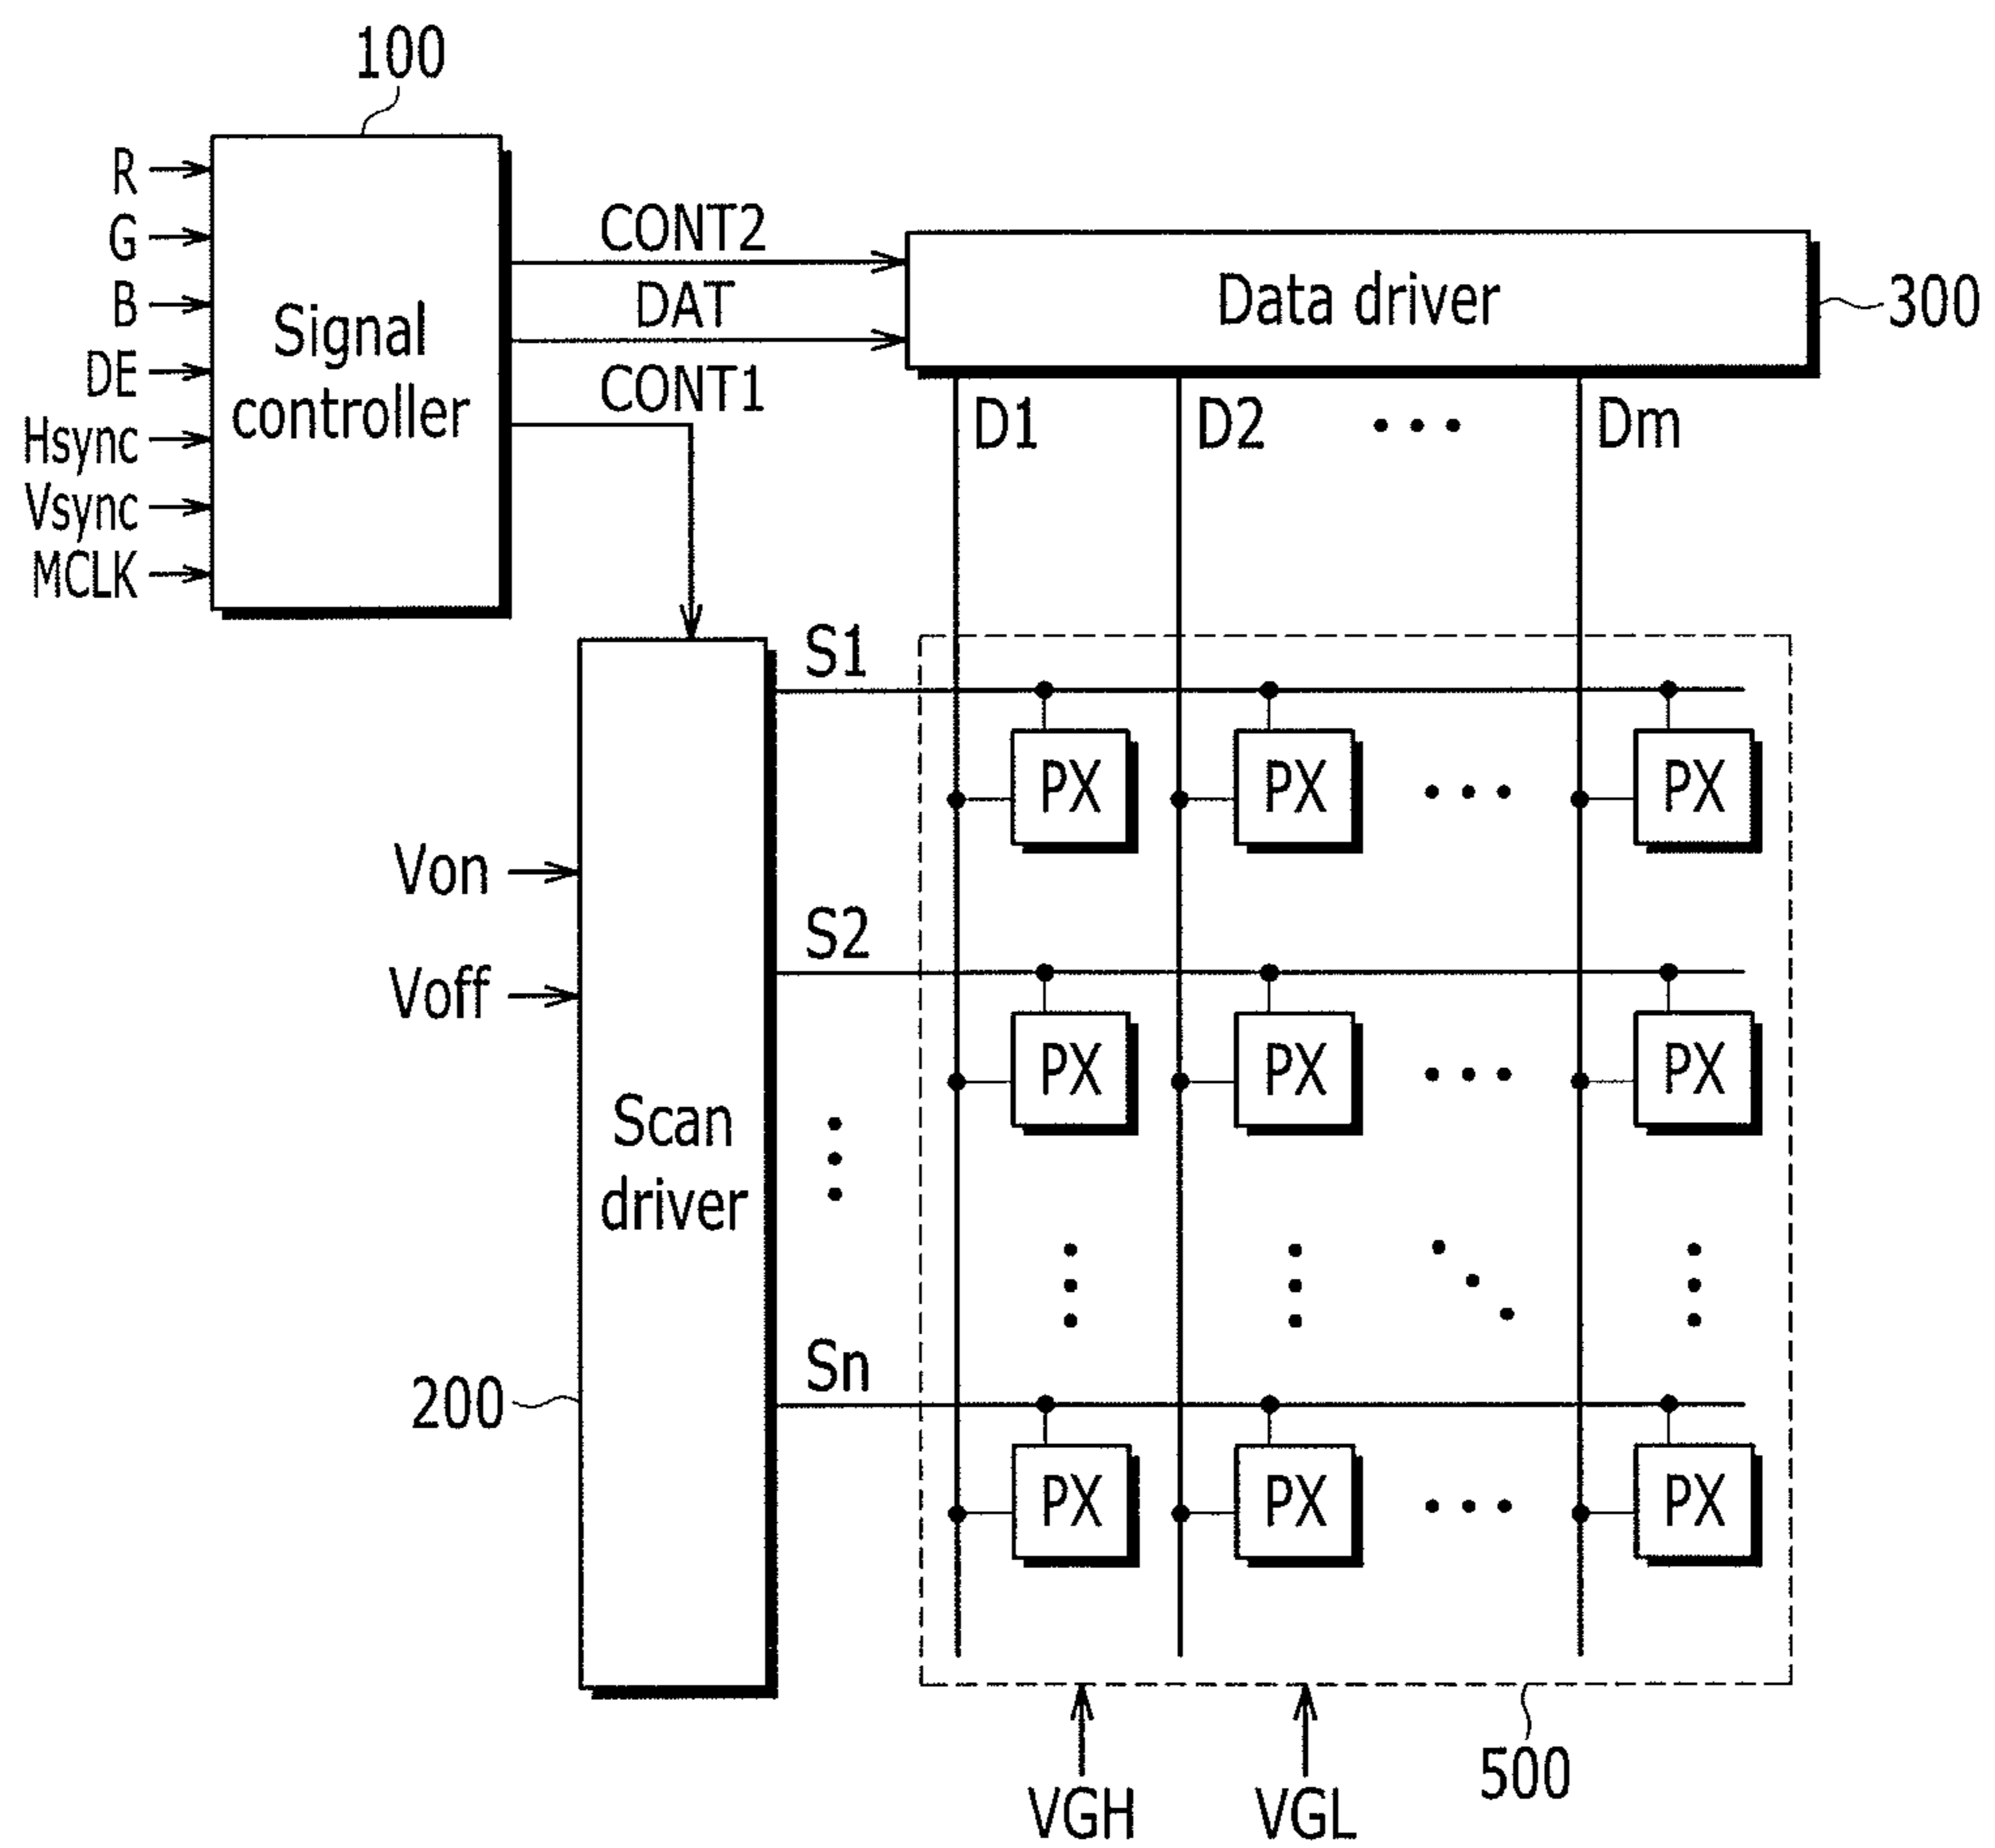 100
R
G
B
DE
Hsync
Vsync
MCLK
Signal
controller
CONT2
DAT
CONT1
Data driver
300
D1 D2 Dm
S1
PX PX PX
Von
Voff
S2
PX PX PX
Scan
driver
200
Sn
PX PX PX
500
VGH VGL